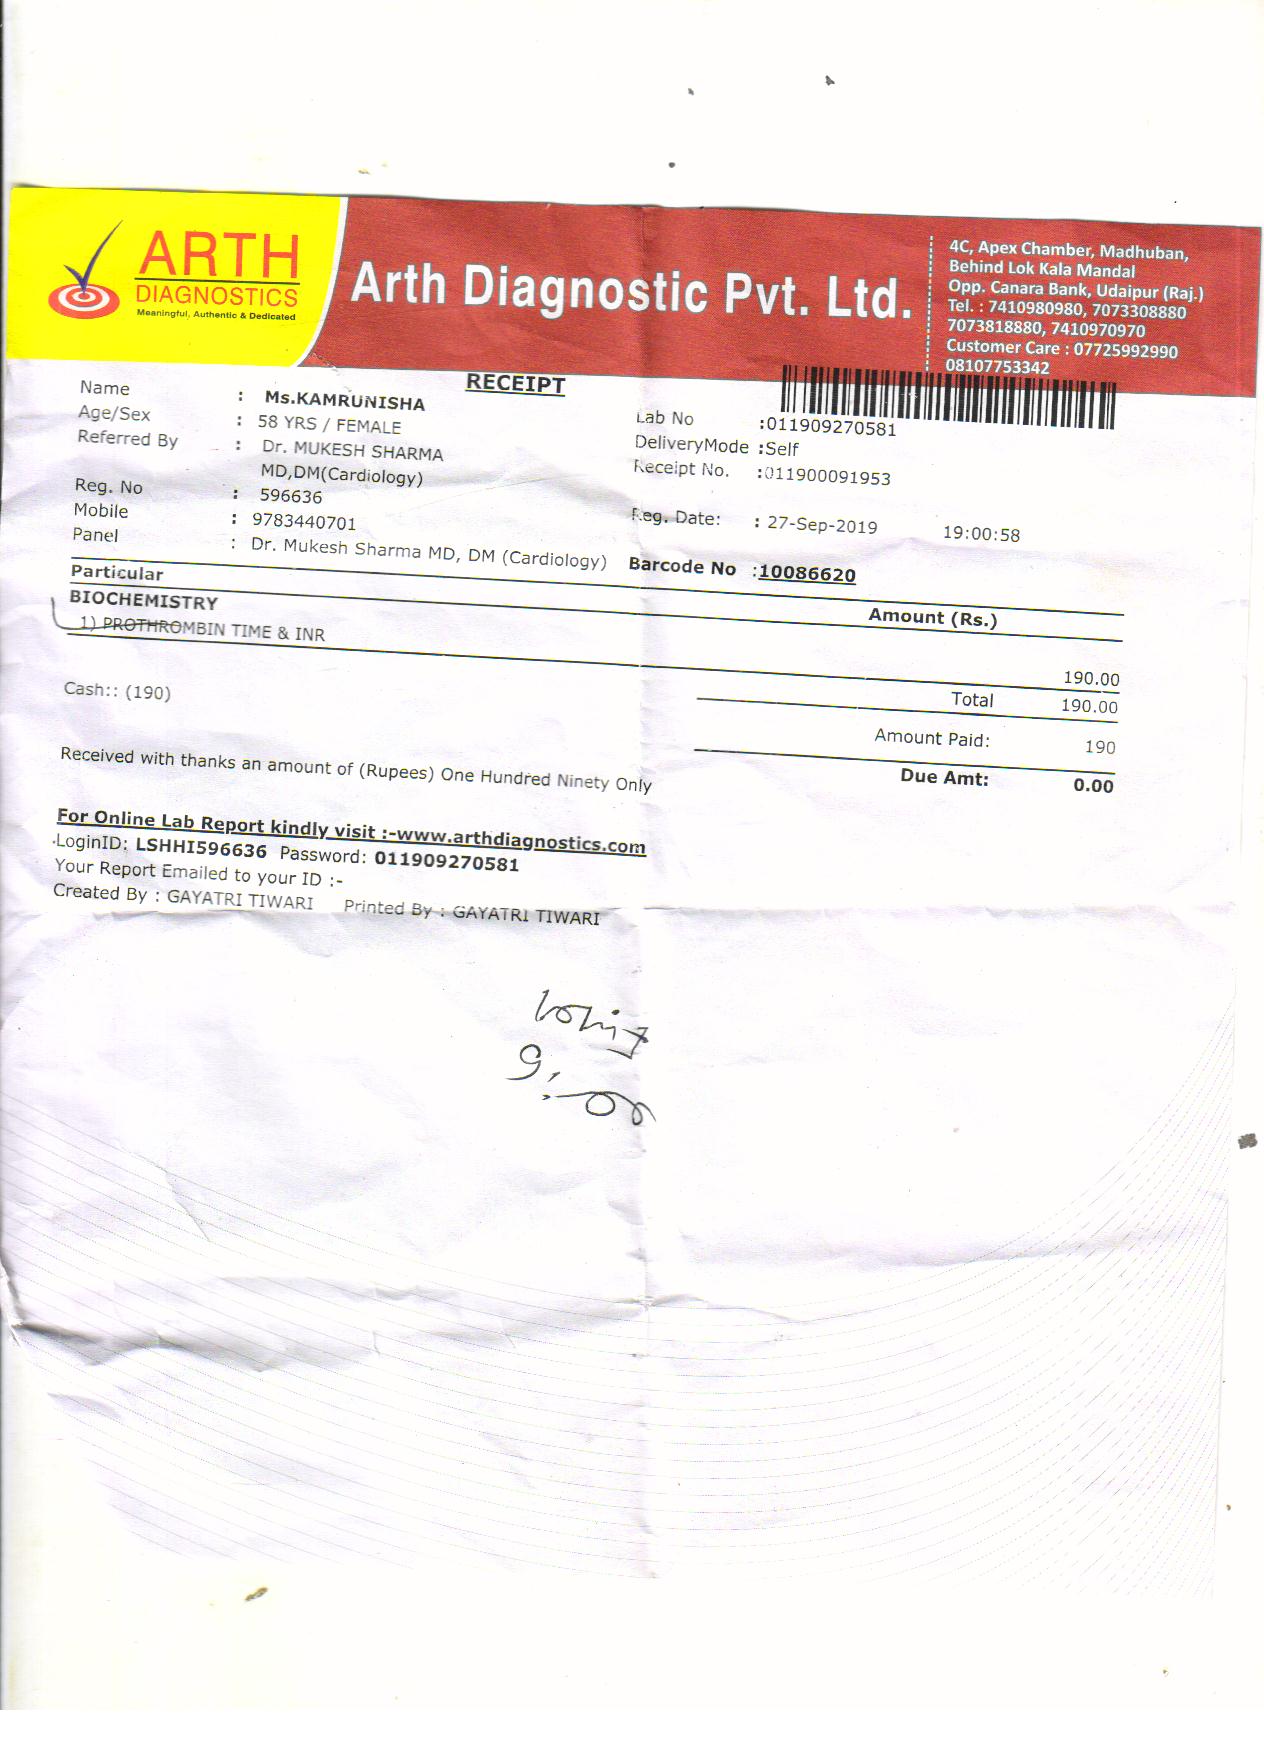 ARTH
DIAGNOSTICS
Meaningful, Authentic & Dedicated
Arth Diagnostic Pvt. Ltd.
4C, Apex Chamber, Madhuban,
Behind Lok Kala Mandal
Opp. Canara Bank, Udaipur (Raj.)
Tel. : 7410980980, 7073308880
7073818880, 7410970970
Customer Care : 07725992990
08107753342
RECEIPT
Name : Ms.KAMRUNISHA
Age/Sex : 58 YRS / FEMALE
Referred By : Dr. MUKESH SHARMA
MD,DM(Cardiology)
Reg. No : 596636
Mobile : 9783440701
Panel : Dr. Mukesh Sharma MD, DM (Cardiology)
Lab No :011909270581
DeliveryMode :Self
Receipt No. :011900091953
Reg. Date: : 27-Sep-2019 19:00:58
Barcode No :10086620
Particular Amount (Rs.)
BIOCHEMISTRY
1) PROTHROMBIN TIME & INR 190.00
Total 190.00
Cash:: (190)
Amount Paid: 190
Due Amt: 0.00
Received with thanks an amount of (Rupees) One Hundred Ninety Only
For Online Lab Report kindly visit :-www.arthdiagnostics.com
LoginID: LSHHI596636 Password: 011909270581
Your Report Emailed to your ID :-
Created By : GAYATRI TIWARI Printed By : GAYATRI TIWARI